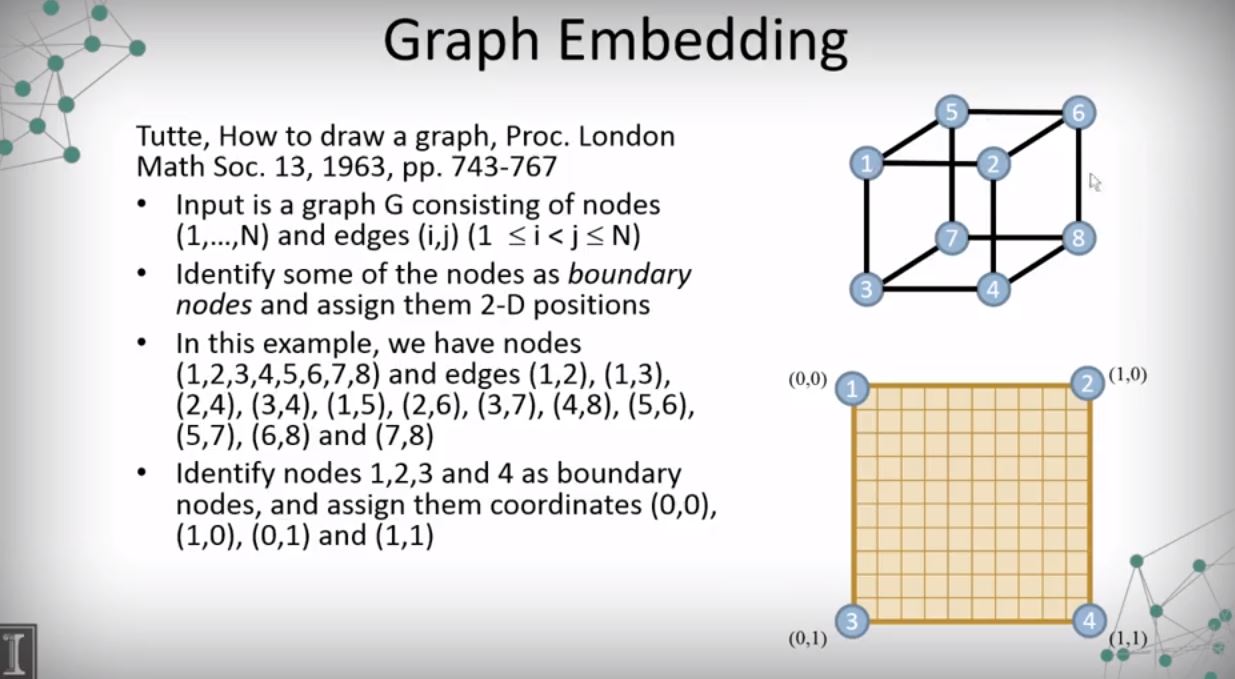 Graph Embedding
Tutte, How to draw a graph, Proc. London
Math Soc. 13, 1963, pp. 743-767
• Input is a graph G consisting of nodes
(1,...,N) and edges (i,j) (1 ≤ i < j ≤ N)
• Identify some of the nodes as boundary
nodes and assign them 2-D positions
• In this example, we have nodes
(1,2,3,4,5,6,7,8) and edges (1,2), (1,3),
(2,4), (3,4), (1,5), (2,6), (3,7), (4,8), (5,6),
(5,7), (6,8) and (7,8)
• Identify nodes 1,2,3 and 4 as boundary
nodes, and assign them coordinates (0,0),
(1,0), (0,1) and (1,1)
5 6
1 2
7 8
3 4
(0,0) 1 2 (1,0)
3 4
(0,1) (1,1)
I